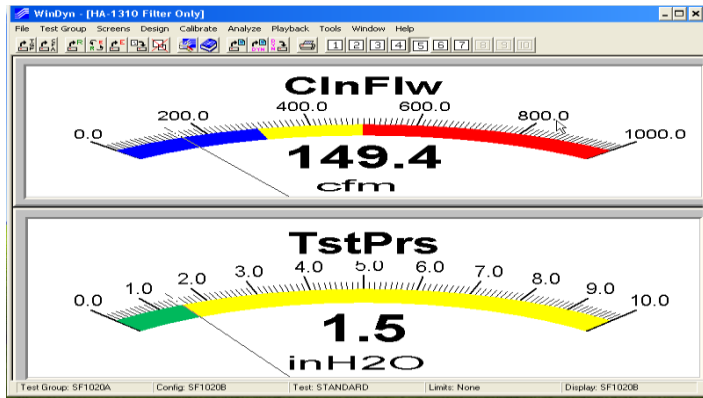 WinDyn - [HA-1310 Filter Only]
File Test Group Screens Design Calibrate Analyze Playback Tools Window Help
1 2 3 4 5 6 7 8 9 10
ClnFlw
0.0 200.0 400.0 600.0 800.0 1000.0
149.4
cfm
TstPrs
0.0 1.0 2.0 3.0 4.0 5.0 6.0 7.0 8.0 9.0 10.0
1.5
inH2O
Test Group: SF1020A Config: SF1020B Test: STANDARD Limits: None Display: SF1020B